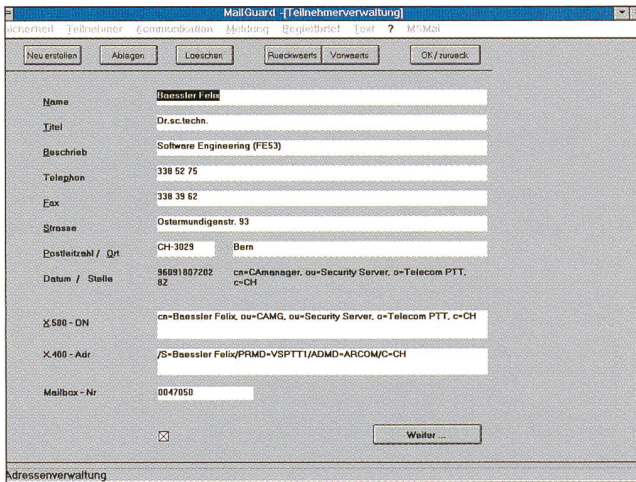 MailGuard -[Teilnehmerverwaltung]
Sicherheit Teilnehmer Kommunikation Meldung Begleitbrief Text ? MSMail
Neu erstellen Ablegen Loeschen Rueckwaerts Vorwaerts OK / zurueck
Name Baessler Felix
Titel Dr.sc.techn.
Beschrieb Software Engineering (FE53)
Telephon 338 52 75
Fax 338 39 62
Strasse Ostermundigenstr. 93
Postleitzahl / Ort CH-3029 Bern
Datum / Stelle 96091807202 cn=CAmanager, ou=Security Server, o=Telecom PTT,
8Z c=CH
X.500 - DN cn=Baessler Felix, ou=CAMG, ou=Security Server, o=Telecom PTT, c=CH
X.400 - Adr /S=Baessler Felix/PRMD=VSPTT1/ADMD=ARCOM/C=CH
Mailbox - Nr 0047050
Weiter ...
Adressenverwaltung